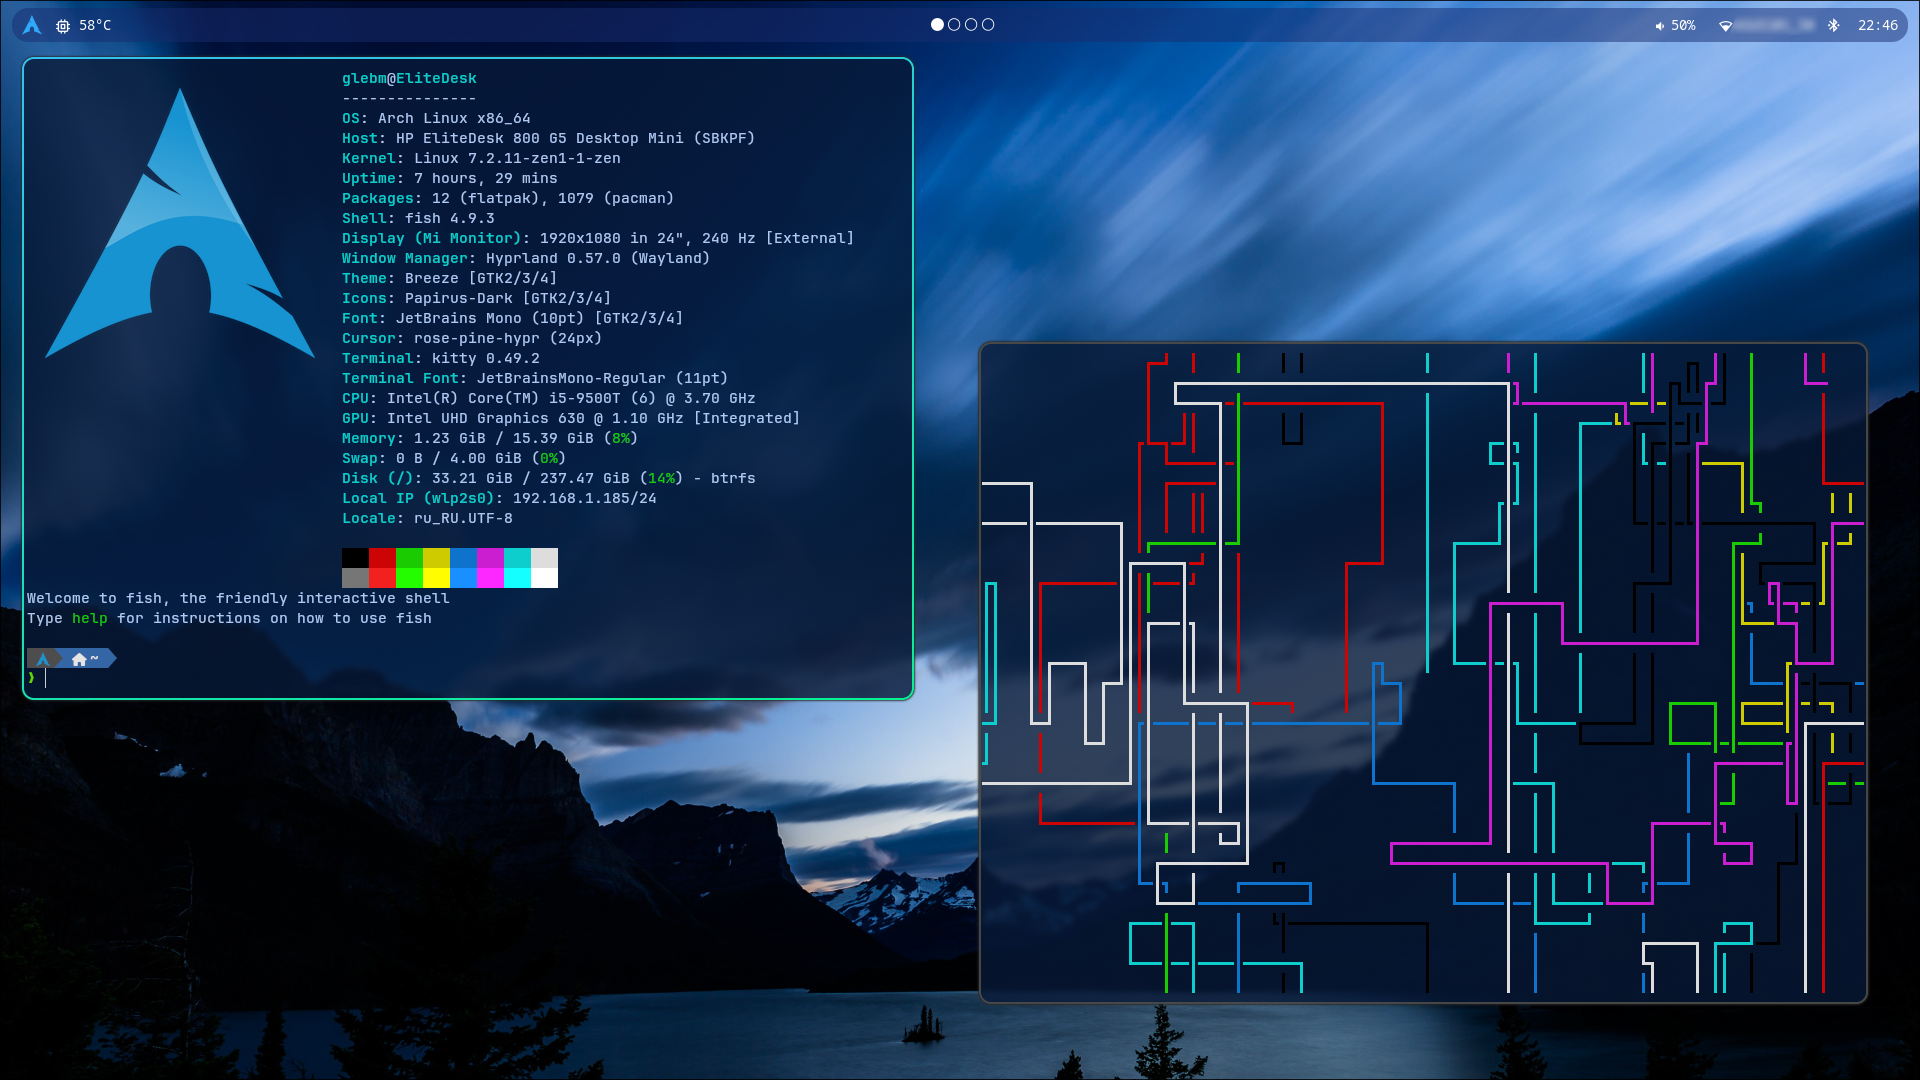 58°C
50%
22:46
glebm@EliteDesk
---------------
OS: Arch Linux x86_64
Host: HP EliteDesk 800 G5 Desktop Mini (SBKPF)
Kernel: Linux 7.2.11-zen1-1-zen
Uptime: 7 hours, 29 mins
Packages: 12 (flatpak), 1079 (pacman)
Shell: fish 4.9.3
Display (Mi Monitor): 1920x1080 in 24", 240 Hz [External]
Window Manager: Hyprland 0.57.0 (Wayland)
Theme: Breeze [GTK2/3/4]
Icons: Papirus-Dark [GTK2/3/4]
Font: JetBrains Mono (10pt) [GTK2/3/4]
Cursor: rose-pine-hypr (24px)
Terminal: kitty 0.49.2
Terminal Font: JetBrainsMono-Regular (11pt)
CPU: Intel(R) Core(TM) i5-9500T (6) @ 3.70 GHz
GPU: Intel UHD Graphics 630 @ 1.10 GHz [Integrated]
Memory: 1.23 GiB / 15.39 GiB (8%)
Swap: 0 B / 4.00 GiB (0%)
Disk (/): 33.21 GiB / 237.47 GiB (14%) - btrfs
Local IP (wlp2s0): 192.168.1.185/24
Locale: ru_RU.UTF-8
Welcome to fish, the friendly interactive shell
Type help for instructions on how to use fish
~
❯